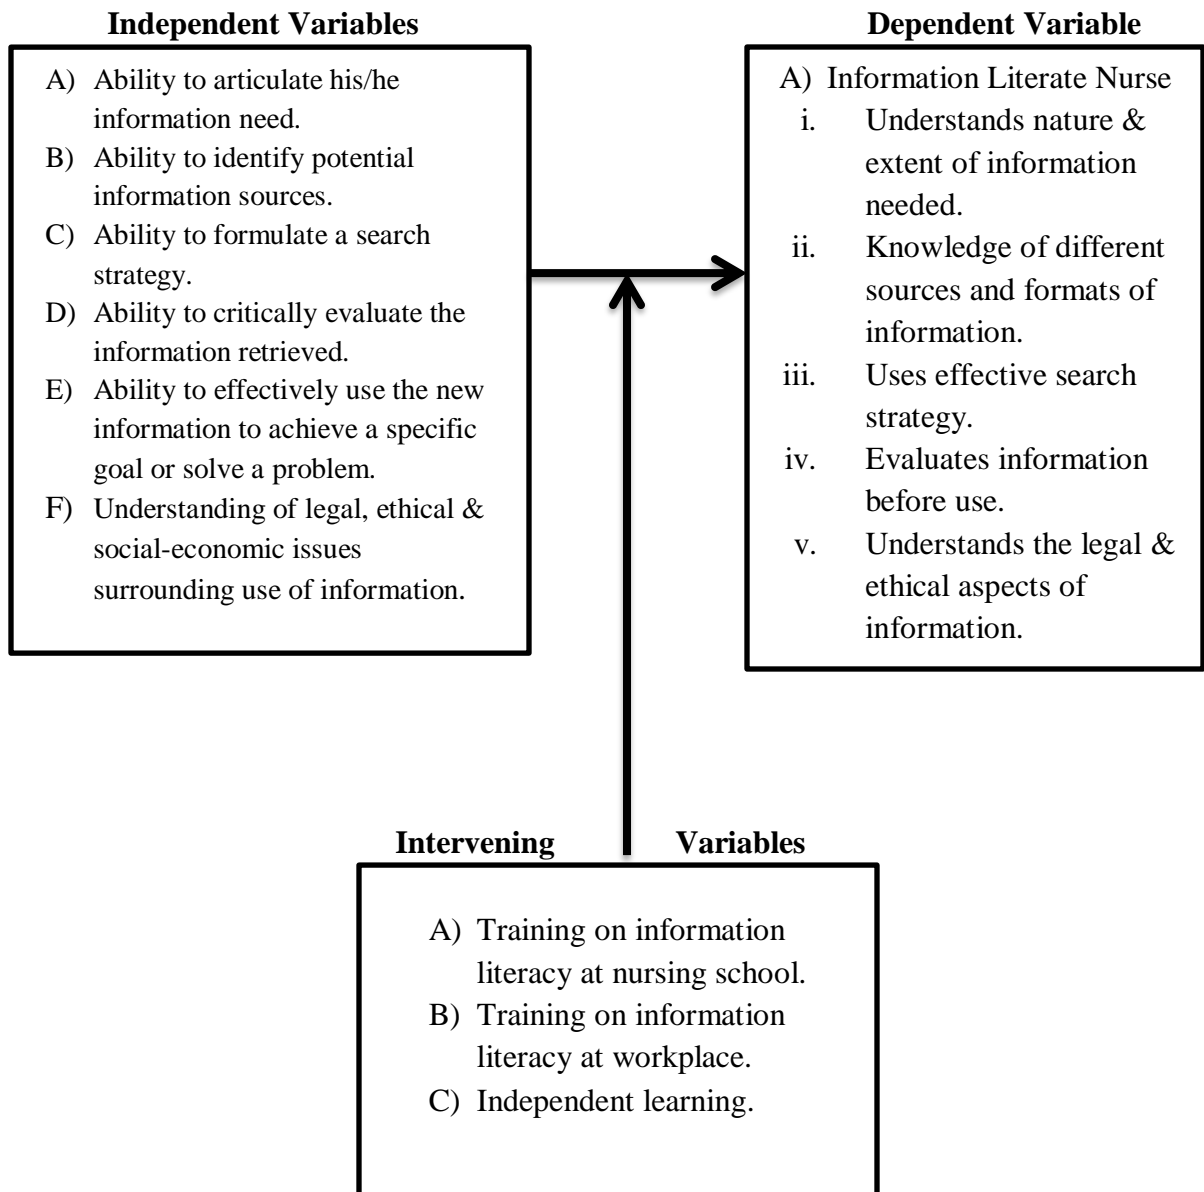 Independent Variables
A) Ability to articulate his/he
information need.
B) Ability to identify potential
information sources.
C) Ability to formulate a search
strategy.
D) Ability to critically evaluate the
information retrieved.
E) Ability to effectively use the new
information to achieve a specific
goal or solve a problem.
F) Understanding of legal, ethical &
social-economic issues
surrounding use of information.
Dependent Variable
A) Information Literate Nurse
i. Understands nature &
extent of information
needed.
ii. Knowledge of different
sources and formats of
information.
iii. Uses effective search
strategy.
iv. Evaluates information
before use.
v. Understands the legal &
ethical aspects of
information.
Intervening Variables
A) Training on information
literacy at nursing school.
B) Training on information
literacy at workplace.
C) Independent learning.